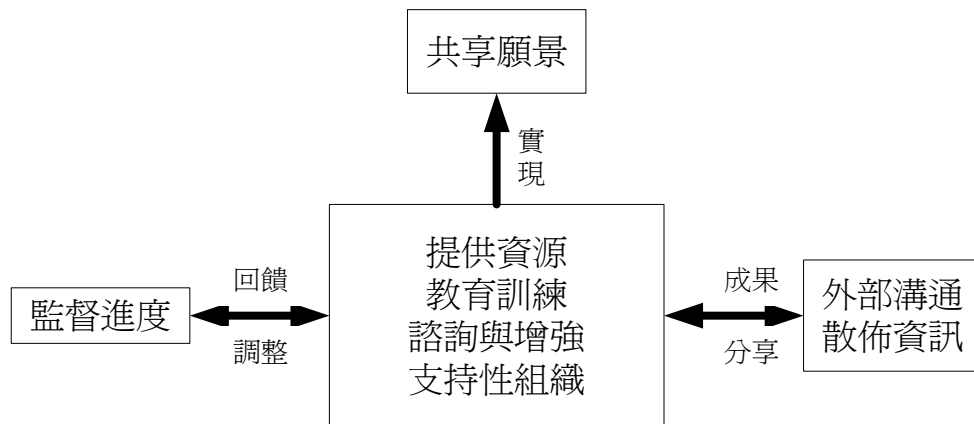 共享願景
實
現
提供資源
教育訓練
諮詢與增強
支持性組織
監督進度
回饋
調整
成果
分享
外部溝通
散佈資訊